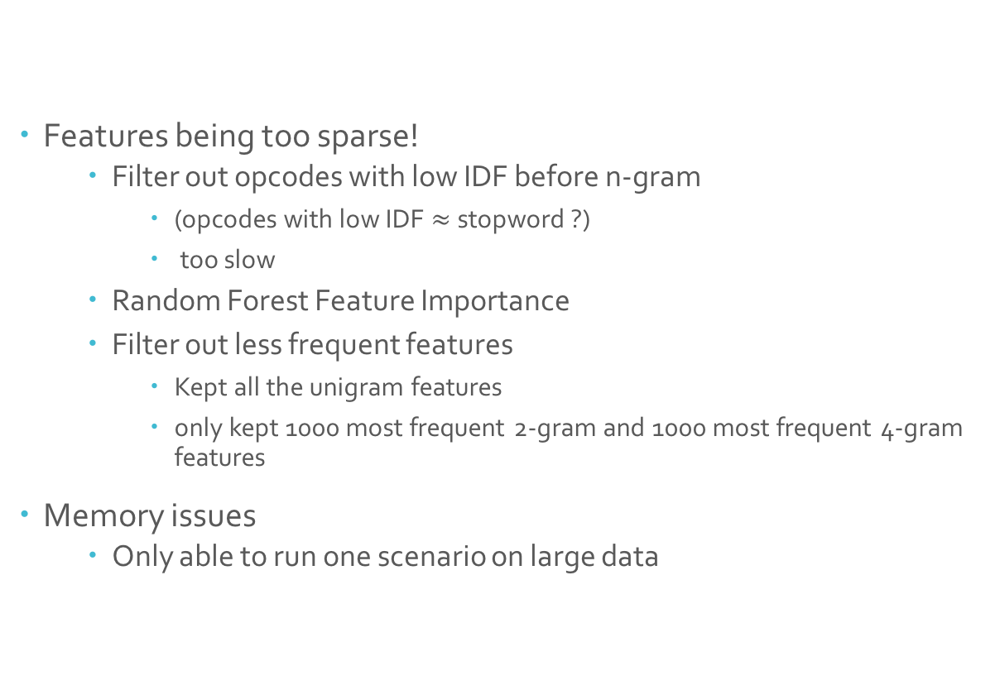 • Features being too sparse!
• Filter out opcodes with low IDF before n-gram
• (opcodes with low IDF ≈ stopword ?)
• too slow
• Random Forest Feature Importance
• Filter out less frequent features
• Kept all the unigram features
• only kept 1000 most frequent 2-gram and 1000 most frequent 4-gram
features
• Memory issues
• Only able to run one scenario on large data